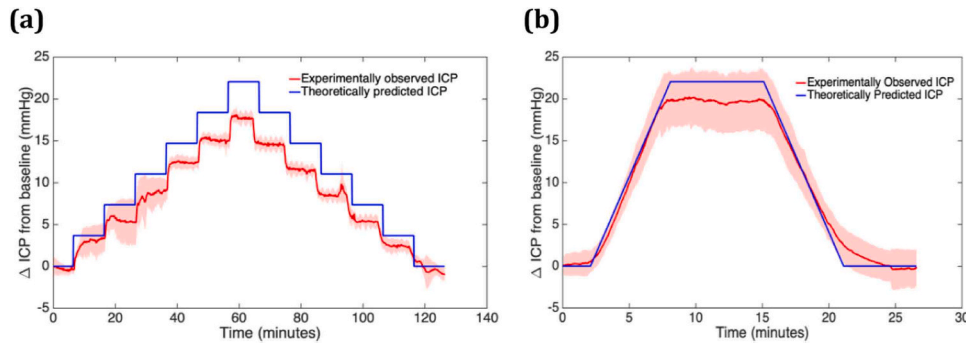 (a)
25
20
15
10
5
0
-5
Δ ICP from baseline (mmHg)
Experimentally observed ICP
Theoretically predicted ICP
0 20 40 60 80 100 120 140
Time (minutes)
(b)
25
20
15
10
5
0
-5
Δ ICP from baseline (mmHg)
Experimentally Observed ICP
Theoretically Predicted ICP
0 5 10 15 20 25 30
Time (minutes)